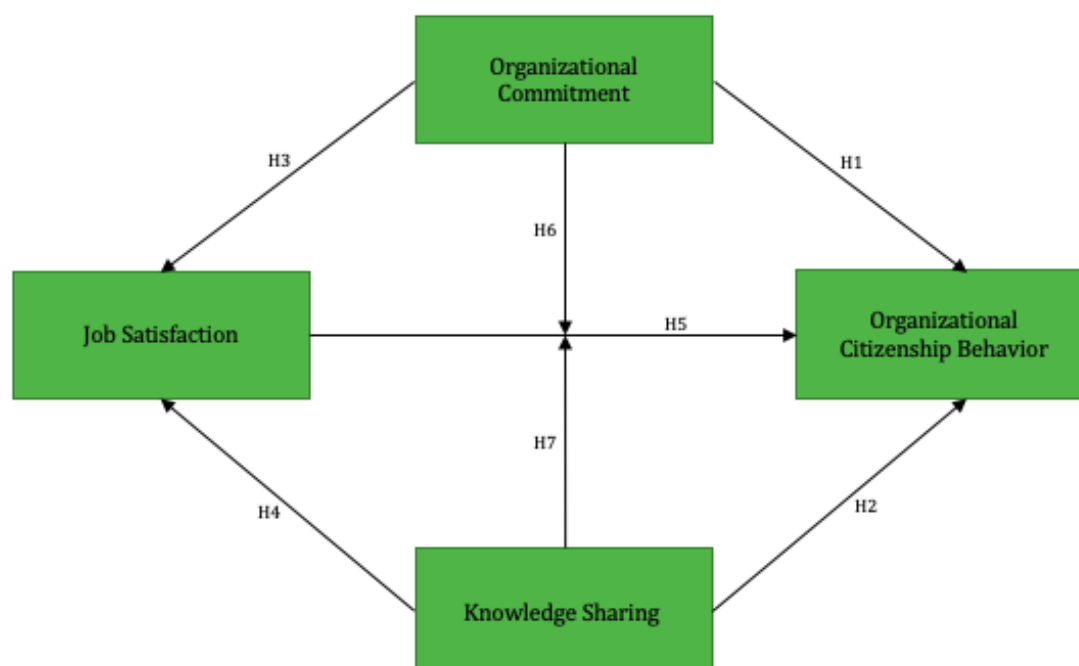 Organizational
Commitment
H3
H1
H6
Job Satisfaction
H5
Organizational
Citizenship Behavior
H7
H4
H2
Knowledge Sharing